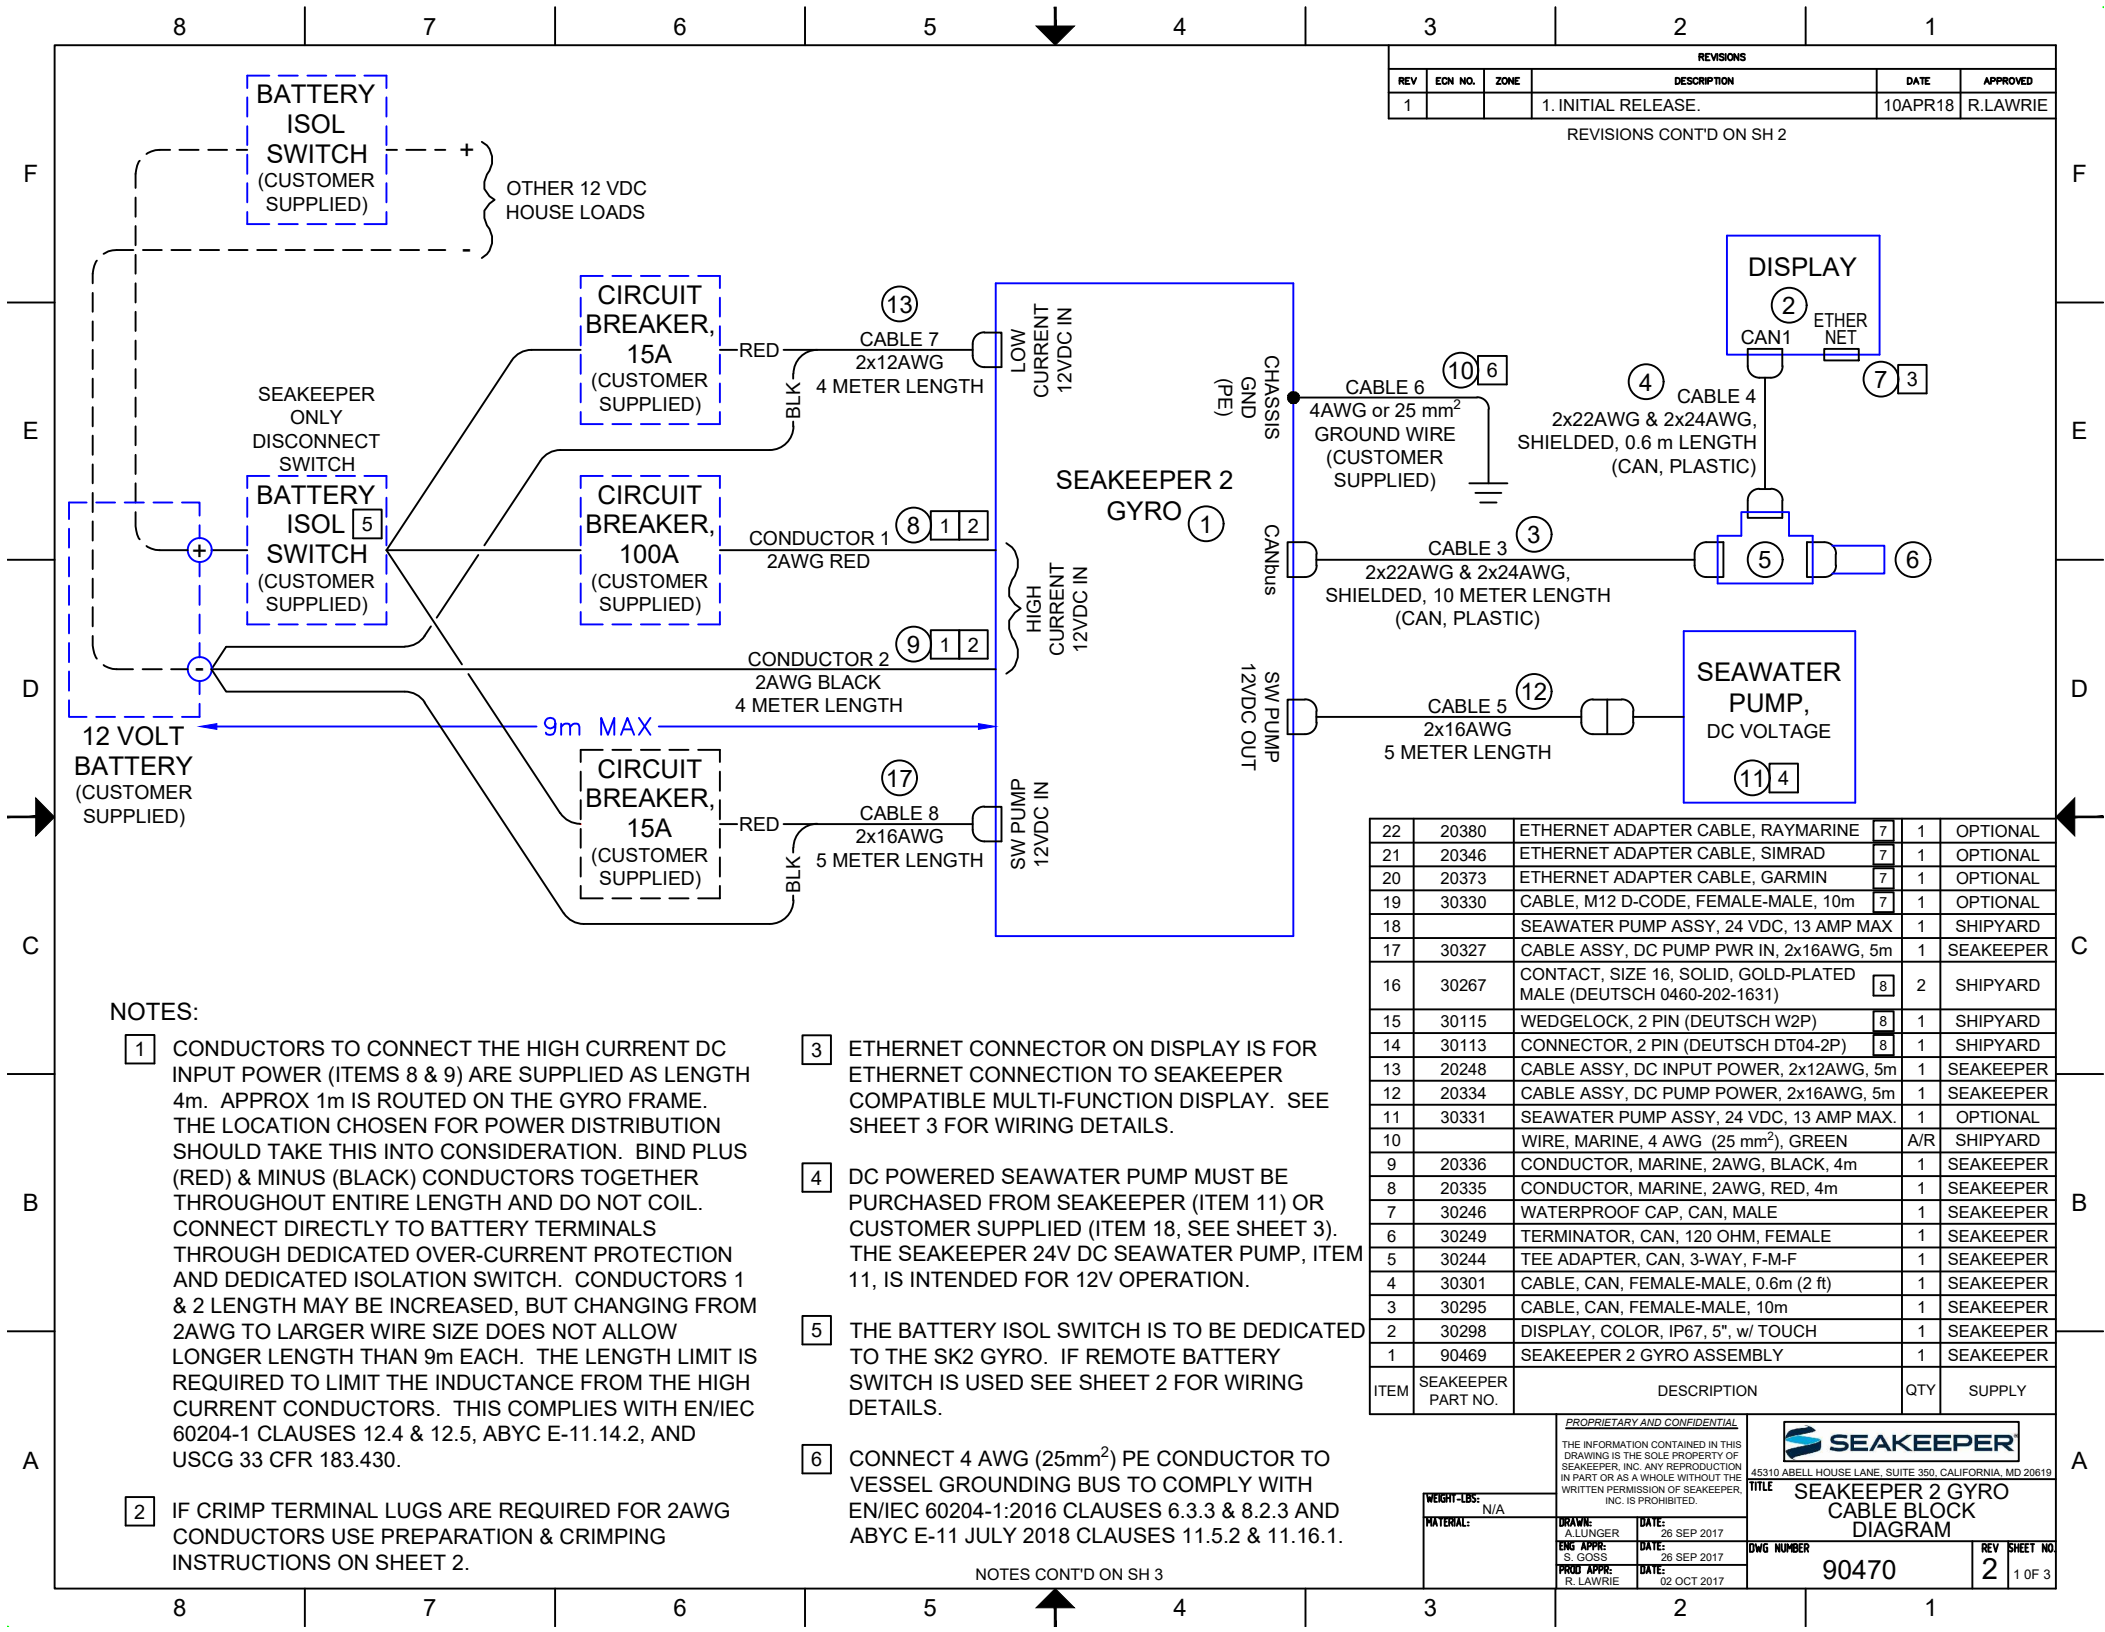 8 7 6 5 4 3 2 1
REVISIONS
REV ECN NO. ZONE DESCRIPTION DATE APPROVED
1 1. INITIAL RELEASE. 10APR18 R.LAWRIE
REVISIONS CONT'D ON SH 2
F F
E E
D D
C C
B B
A A
BATTERY
ISOL
SWITCH
(CUSTOMER
SUPPLIED)
+
-
OTHER 12 VDC
HOUSE LOADS
SEAKEEPER
ONLY
DISCONNECT
SWITCH
BATTERY
ISOL 5
SWITCH
(CUSTOMER
SUPPLIED)
+
-
12 VOLT
BATTERY
(CUSTOMER
SUPPLIED)
9m MAX
CIRCUIT
BREAKER,
15A
(CUSTOMER
SUPPLIED)
RED
BLK
13
CABLE 7
2x12AWG
4 METER LENGTH
CIRCUIT
BREAKER,
100A
(CUSTOMER
SUPPLIED)
8 1 2
CONDUCTOR 1
2AWG RED
9 1 2
CONDUCTOR 2
2AWG BLACK
4 METER LENGTH
CIRCUIT
BREAKER,
15A
(CUSTOMER
SUPPLIED)
RED
BLK
17
CABLE 8
2x16AWG
5 METER LENGTH
LOW
CURRENT
12VDC IN
HIGH
CURRENT
12VDC IN
SW PUMP
12VDC IN
SEAKEEPER 2
GYRO 1
CHASSIS
GND
(PE)
CANbus
SW PUMP
12VDC OUT
10 6
CABLE 6
4AWG or 25 mm²
GROUND WIRE
(CUSTOMER
SUPPLIED)
DISPLAY
2
CAN1
ETHER
NET
7 3
4
CABLE 4
2x22AWG & 2x24AWG,
SHIELDED, 0.6 m LENGTH
(CAN, PLASTIC)
3
CABLE 3
2x22AWG & 2x24AWG,
SHIELDED, 10 METER LENGTH
(CAN, PLASTIC)
5
6
12
CABLE 5
2x16AWG
5 METER LENGTH
SEAWATER
PUMP,
DC VOLTAGE
11 4
22 20380 ETHERNET ADAPTER CABLE, RAYMARINE 7 1 OPTIONAL
21 20346 ETHERNET ADAPTER CABLE, SIMRAD 7 1 OPTIONAL
20 20373 ETHERNET ADAPTER CABLE, GARMIN 7 1 OPTIONAL
19 30330 CABLE, M12 D-CODE, FEMALE-MALE, 10m 7 1 OPTIONAL
18 SEAWATER PUMP ASSY, 24 VDC, 13 AMP MAX 1 SHIPYARD
17 30327 CABLE ASSY, DC PUMP PWR IN, 2x16AWG, 5m 1 SEAKEEPER
16 30267 CONTACT, SIZE 16, SOLID, GOLD-PLATED
MALE (DEUTSCH 0460-202-1631) 8 2 SHIPYARD
15 30115 WEDGELOCK, 2 PIN (DEUTSCH W2P) 8 1 SHIPYARD
14 30113 CONNECTOR, 2 PIN (DEUTSCH DT04-2P) 8 1 SHIPYARD
13 20248 CABLE ASSY, DC INPUT POWER, 2x12AWG, 5m 1 SEAKEEPER
12 20334 CABLE ASSY, DC PUMP POWER, 2x16AWG, 5m 1 SEAKEEPER
11 30331 SEAWATER PUMP ASSY, 24 VDC, 13 AMP MAX. 1 OPTIONAL
10 WIRE, MARINE, 4 AWG (25 mm²), GREEN A/R SHIPYARD
9 20336 CONDUCTOR, MARINE, 2AWG, BLACK, 4m 1 SEAKEEPER
8 20335 CONDUCTOR, MARINE, 2AWG, RED, 4m 1 SEAKEEPER
7 30246 WATERPROOF CAP, CAN, MALE 1 SEAKEEPER
6 30249 TERMINATOR, CAN, 120 OHM, FEMALE 1 SEAKEEPER
5 30244 TEE ADAPTER, CAN, 3-WAY, F-M-F 1 SEAKEEPER
4 30301 CABLE, CAN, FEMALE-MALE, 0.6m (2 ft) 1 SEAKEEPER
3 30295 CABLE, CAN, FEMALE-MALE, 10m 1 SEAKEEPER
2 30298 DISPLAY, COLOR, IP67, 5", w/ TOUCH 1 SEAKEEPER
1 90469 SEAKEEPER 2 GYRO ASSEMBLY 1 SEAKEEPER
ITEM SEAKEEPER PART NO. DESCRIPTION QTY SUPPLY
NOTES:
1 CONDUCTORS TO CONNECT THE HIGH CURRENT DC
INPUT POWER (ITEMS 8 & 9) ARE SUPPLIED AS LENGTH
4m. APPROX 1m IS ROUTED ON THE GYRO FRAME.
THE LOCATION CHOSEN FOR POWER DISTRIBUTION
SHOULD TAKE THIS INTO CONSIDERATION. BIND PLUS
(RED) & MINUS (BLACK) CONDUCTORS TOGETHER
THROUGHOUT ENTIRE LENGTH AND DO NOT COIL.
CONNECT DIRECTLY TO BATTERY TERMINALS
THROUGH DEDICATED OVER-CURRENT PROTECTION
AND DEDICATED ISOLATION SWITCH. CONDUCTORS 1
& 2 LENGTH MAY BE INCREASED, BUT CHANGING FROM
2AWG TO LARGER WIRE SIZE DOES NOT ALLOW
LONGER LENGTH THAN 9m EACH. THE LENGTH LIMIT IS
REQUIRED TO LIMIT THE INDUCTANCE FROM THE HIGH
CURRENT CONDUCTORS. THIS COMPLIES WITH EN/IEC
60204-1 CLAUSES 12.4 & 12.5, ABYC E-11.14.2, AND
USCG 33 CFR 183.430.
2 IF CRIMP TERMINAL LUGS ARE REQUIRED FOR 2AWG
CONDUCTORS USE PREPARATION & CRIMPING
INSTRUCTIONS ON SHEET 2.
3 ETHERNET CONNECTOR ON DISPLAY IS FOR
ETHERNET CONNECTION TO SEAKEEPER
COMPATIBLE MULTI-FUNCTION DISPLAY. SEE
SHEET 3 FOR WIRING DETAILS.
4 DC POWERED SEAWATER PUMP MUST BE
PURCHASED FROM SEAKEEPER (ITEM 11) OR
CUSTOMER SUPPLIED (ITEM 18, SEE SHEET 3).
THE SEAKEEPER 24V DC SEAWATER PUMP, ITEM
11, IS INTENDED FOR 12V OPERATION.
5 THE BATTERY ISOL SWITCH IS TO BE DEDICATED
TO THE SK2 GYRO. IF REMOTE BATTERY
SWITCH IS USED SEE SHEET 2 FOR WIRING
DETAILS.
6 CONNECT 4 AWG (25mm²) PE CONDUCTOR TO
VESSEL GROUNDING BUS TO COMPLY WITH
EN/IEC 60204-1:2016 CLAUSES 6.3.3 & 8.2.3 AND
ABYC E-11 JULY 2018 CLAUSES 11.5.2 & 11.16.1.
NOTES CONT'D ON SH 3
WEIGHT-LBS: N/A
MATERIAL:
PROPRIETARY AND CONFIDENTIAL
THE INFORMATION CONTAINED IN THIS
DRAWING IS THE SOLE PROPERTY OF
SEAKEEPER, INC. ANY REPRODUCTION
IN PART OR AS A WHOLE WITHOUT THE
WRITTEN PERMISSION OF SEAKEEPER,
INC. IS PROHIBITED.
DRAWN: A.LUNGER DATE: 26 SEP 2017
ENG APPR: S. GOSS DATE: 26 SEP 2017
PROD APPR: R. LAWRIE DATE: 02 OCT 2017
SEAKEEPER
45310 ABELL HOUSE LANE, SUITE 350, CALIFORNIA, MD 20619
TITLE SEAKEEPER 2 GYRO
CABLE BLOCK
DIAGRAM
DWG NUMBER 90470
REV 2
SHEET NO. 1 OF 3
8 7 6 5 4 3 2 1